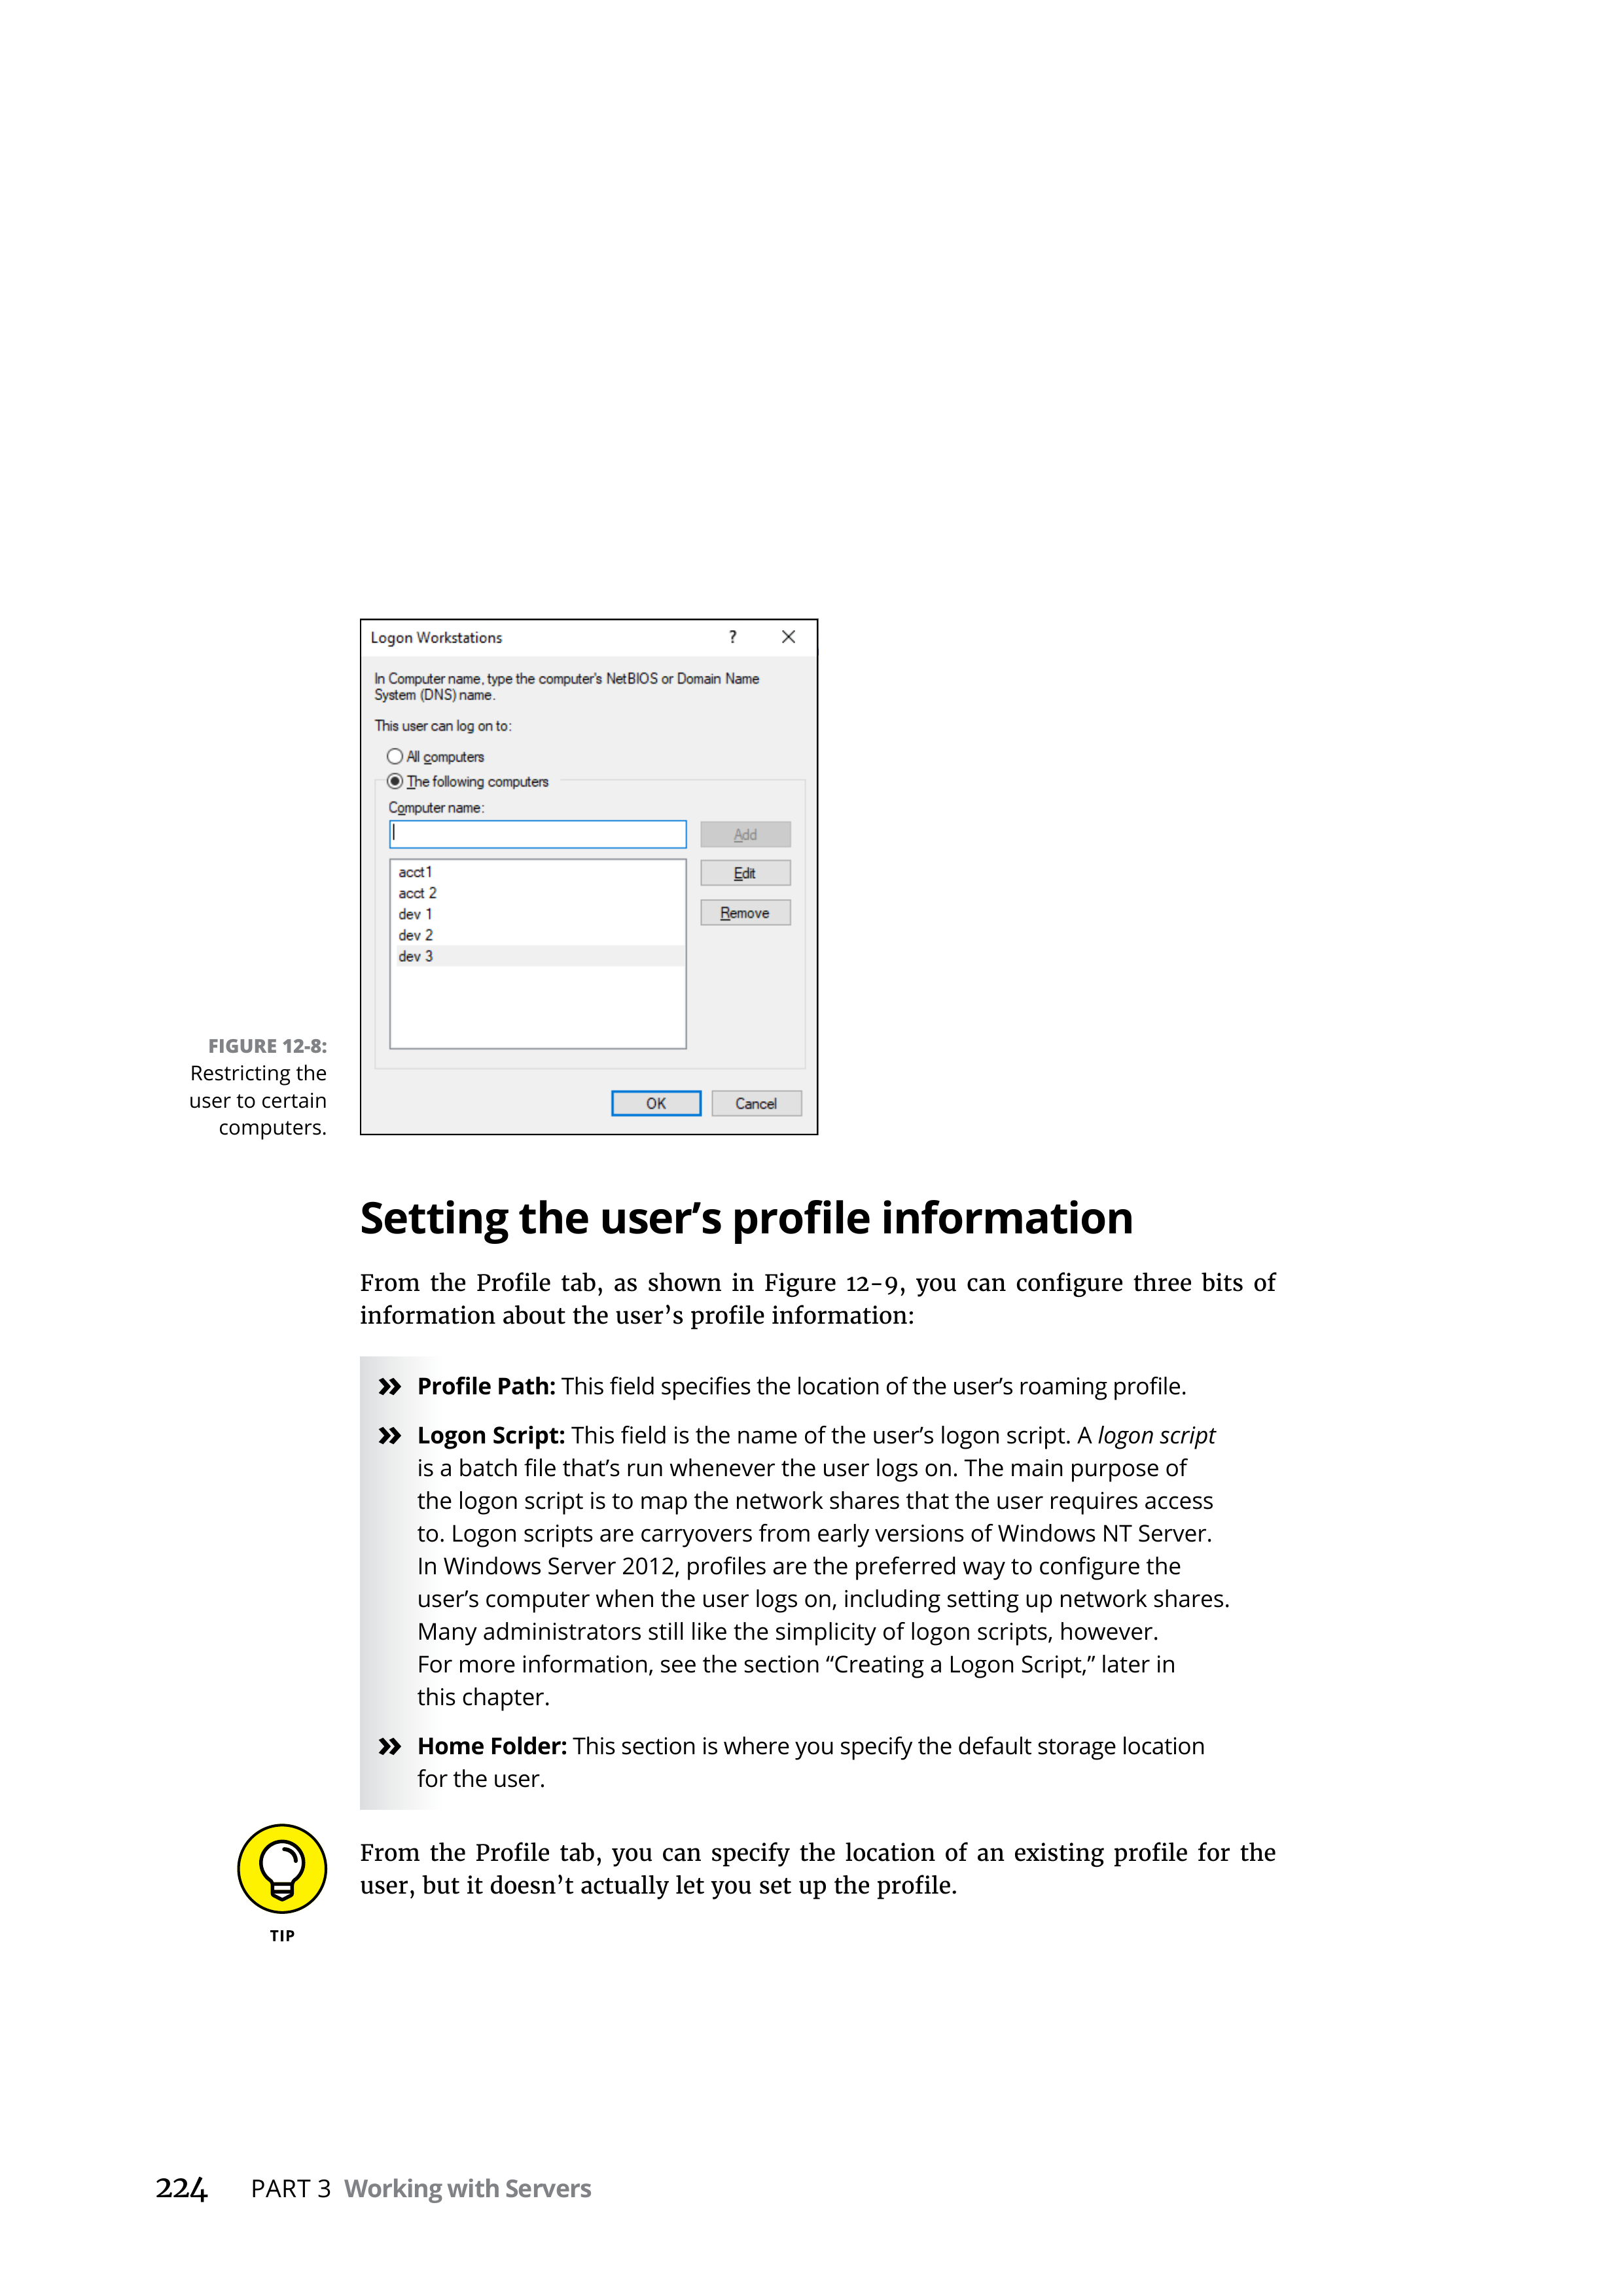 Logon Workstations
?
In Computer name, type the computer's NetBIOS or Domain Name
System (DNS) name.
This user can log on to:
All computers
The following computers
Computer name:
Add
acct1
acct 2
dev 1
dev 2
dev 3
Edit
Remove
OK
Cancel
FIGURE 12-8:
Restricting the
user to certain
computers.
Setting the user’s profile information
From the Profile tab, as shown in Figure 12-9, you can configure three bits of
information about the user’s profile information:
» Profile Path: This field specifies the location of the user’s roaming profile.
» Logon Script: This field is the name of the user’s logon script. A logon script
is a batch file that’s run whenever the user logs on. The main purpose of
the logon script is to map the network shares that the user requires access
to. Logon scripts are carryovers from early versions of Windows NT Server.
In Windows Server 2012, profiles are the preferred way to configure the
user’s computer when the user logs on, including setting up network shares.
Many administrators still like the simplicity of logon scripts, however.
For more information, see the section “Creating a Logon Script,” later in
this chapter.
» Home Folder: This section is where you specify the default storage location
for the user.
From the Profile tab, you can specify the location of an existing profile for the
user, but it doesn’t actually let you set up the profile.
TIP
224 PART 3 Working with Servers